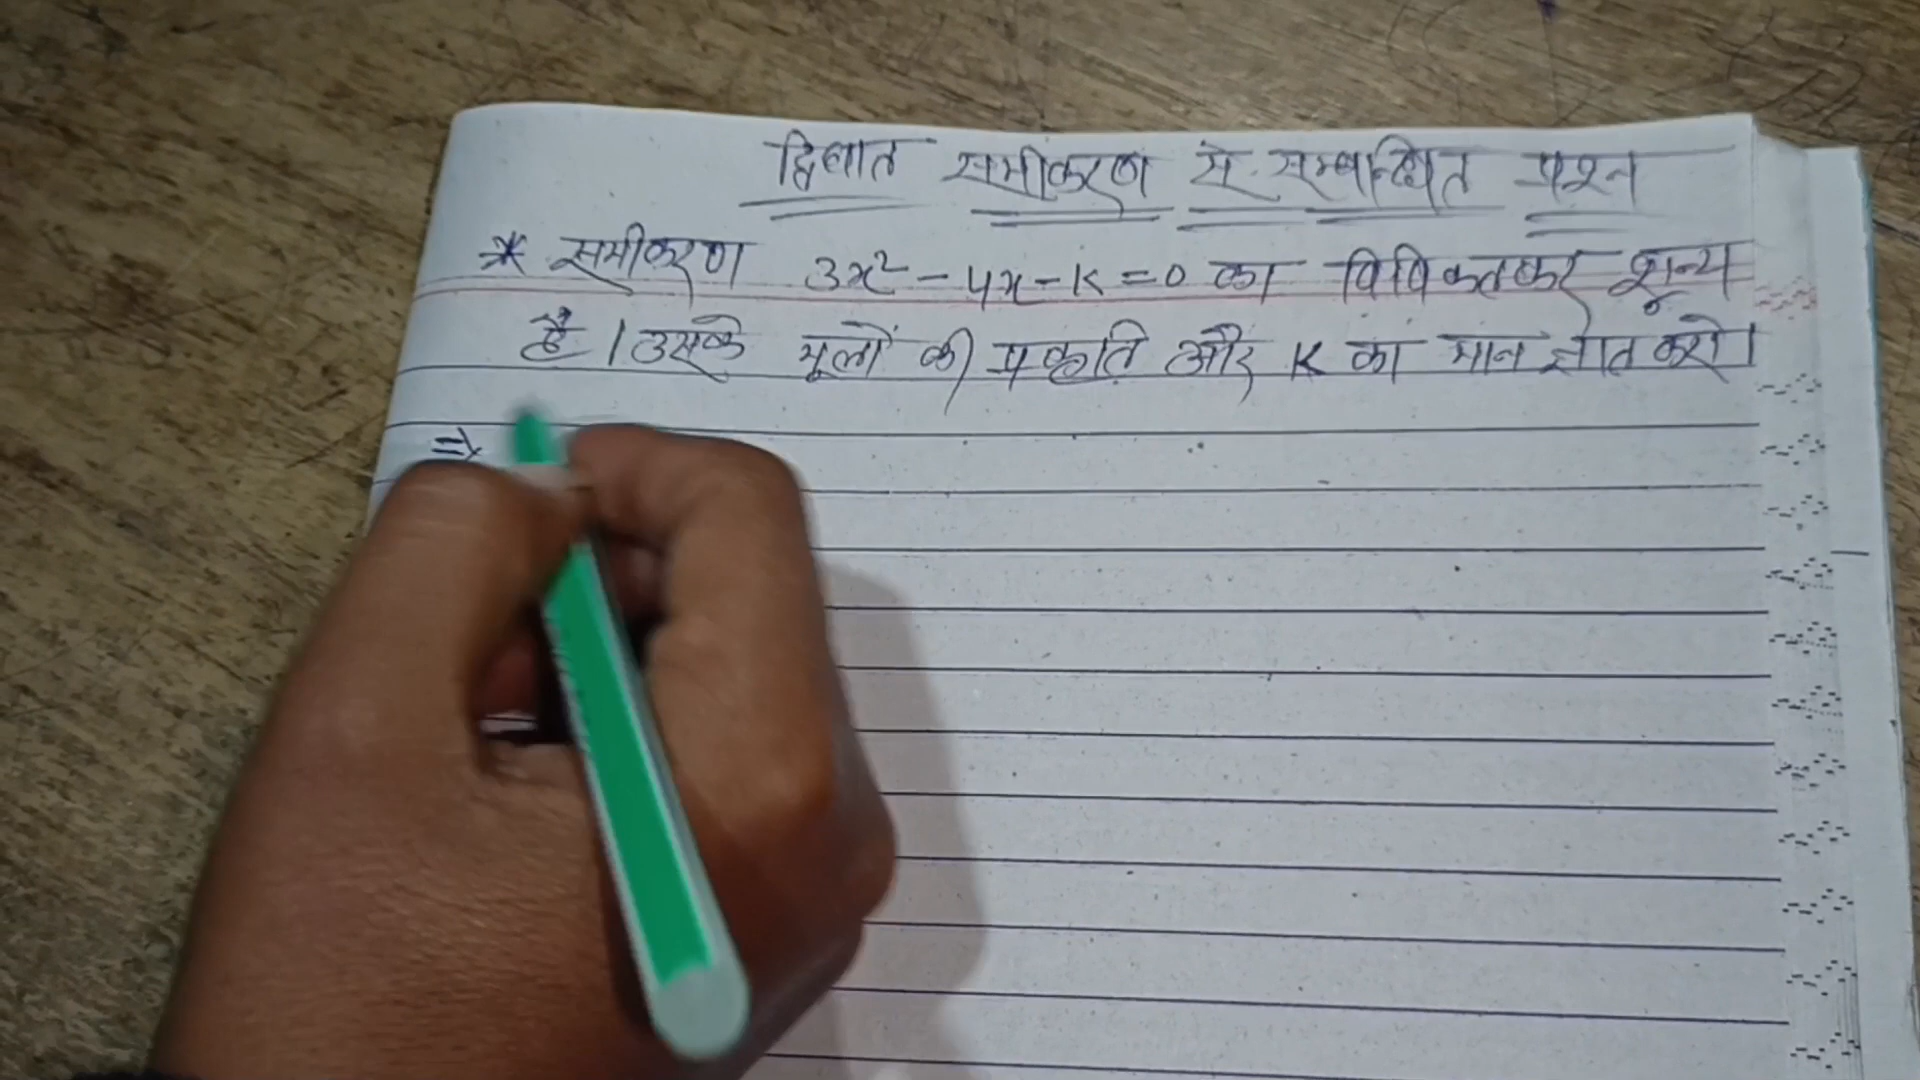 द्विघात समीकरण से सम्बन्धित प्रश्न
* समीकरण 3x² - 4x - K = 0 का विविक्तकर शून्य
है । उसके मूलों की प्रकृति और K का मान ज्ञात करो ।
⇒